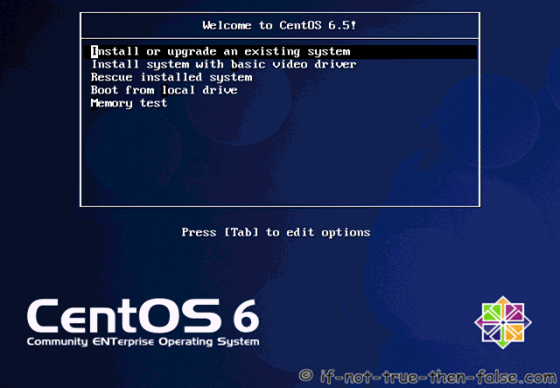 Welcome to CentOS 6.5!
Install or upgrade an existing system
Install system with basic video driver
Rescue installed system
Boot from local drive
Memory test
Press [Tab] to edit options
CentOS 6
Community ENTerprise Operating System
© if-not-true-then-false.com